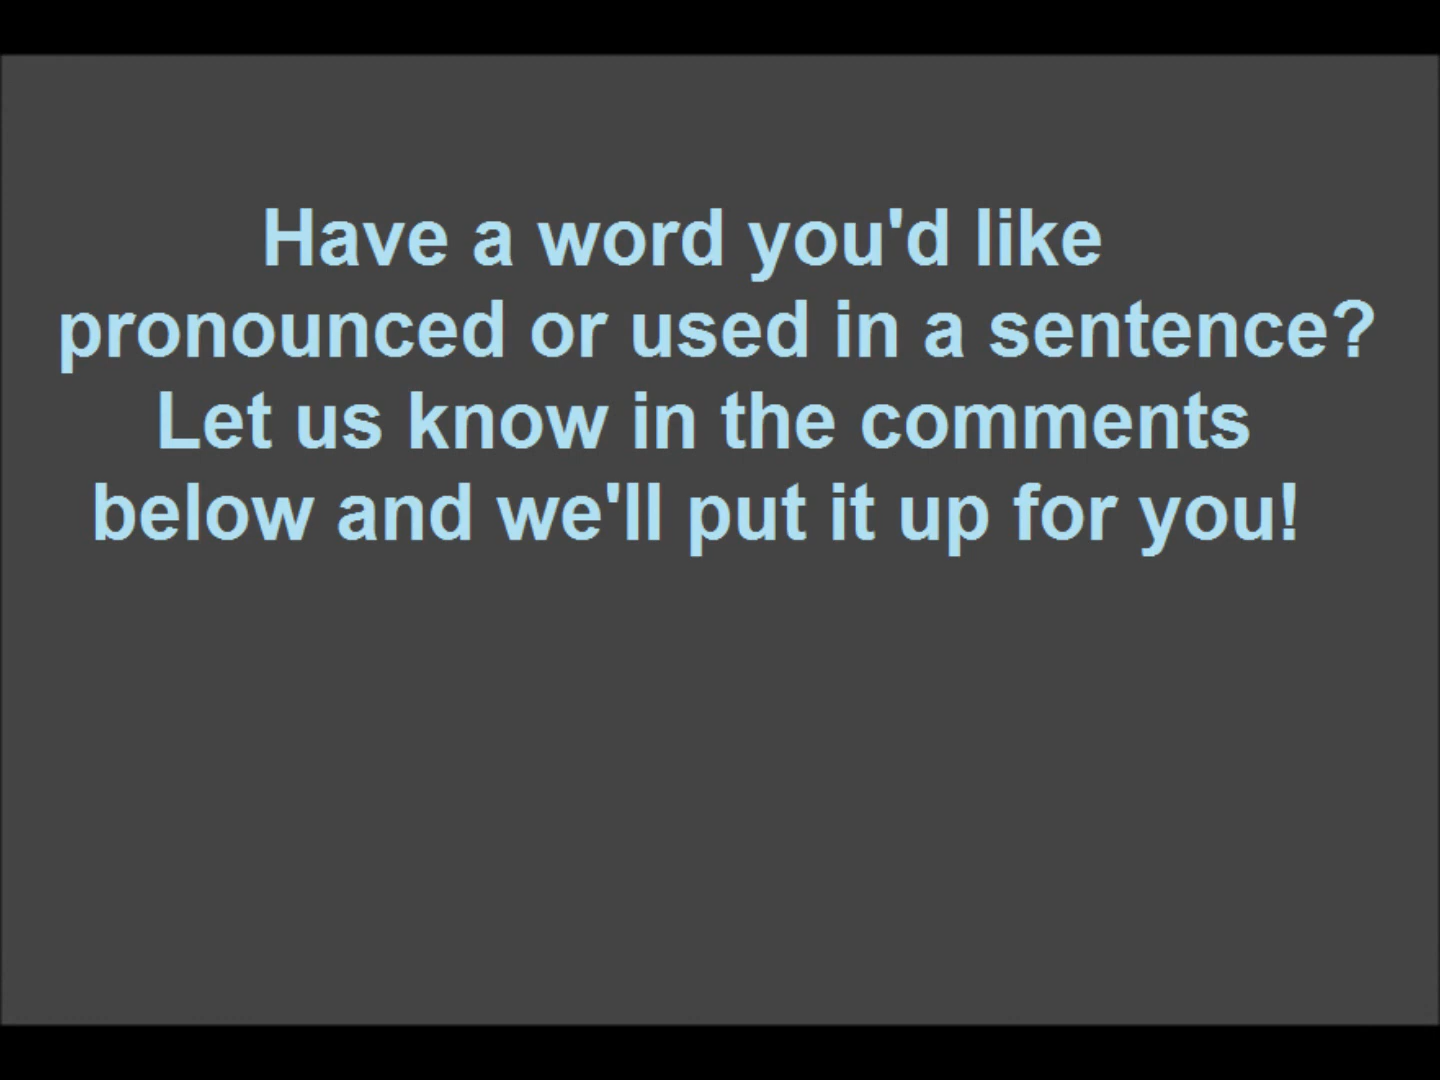 Have a word you'd like
pronounced or used in a sentence?
Let us know in the comments
below and we'll put it up for you!